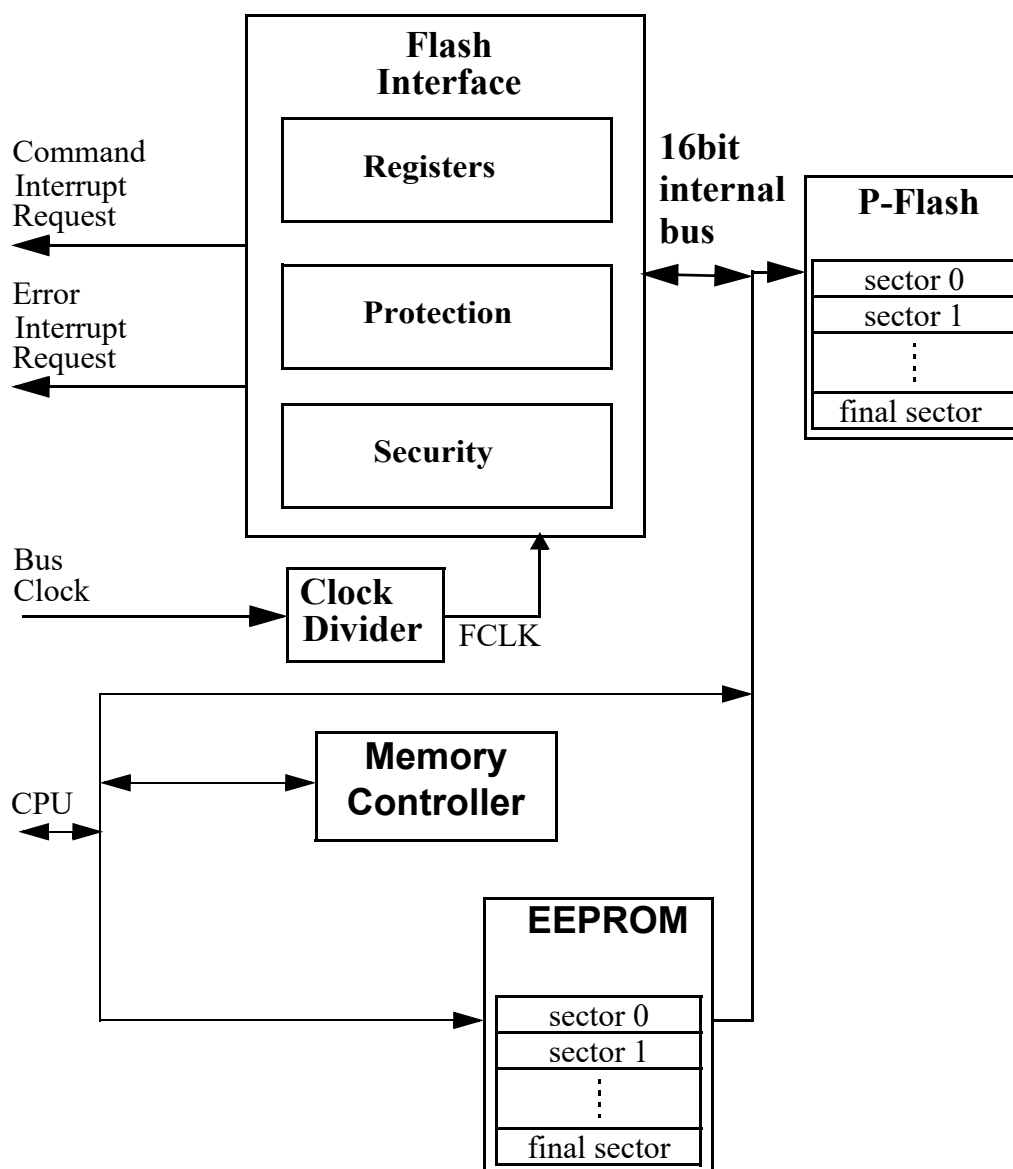 Flash
Interface
Registers
Protection
Security
Command
Interrupt
Request
Error
Interrupt
Request
16bit
internal
bus
P-Flash
sector 0
sector 1
final sector
Bus
Clock
Clock
Divider
FCLK
Memory
Controller
CPU
EEPROM
sector 0
sector 1
final sector